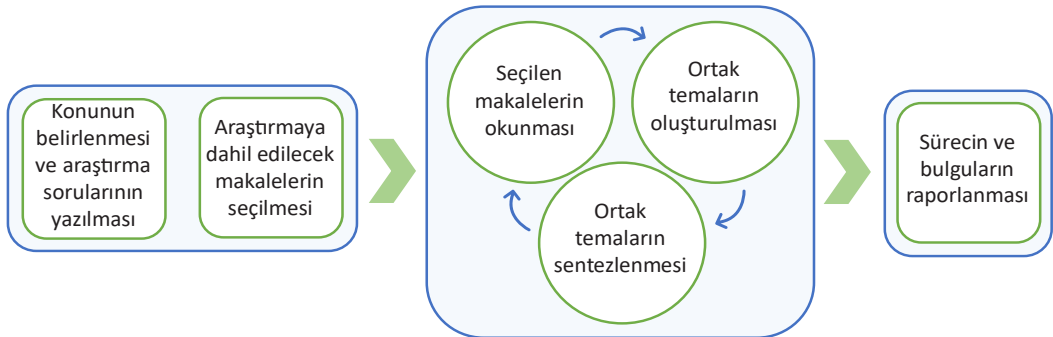 Konunun
belirlenmesi
ve araştırma
sorularının
yazılması
Araştırmaya
dahil edilecek
makalelerin
seçilmesi
Seçilen
makalelerin
okunması
Ortak
temaların
oluşturulması
Ortak
temaların
sentezlenmesi
Sürecin ve
bulguların
raporlanması